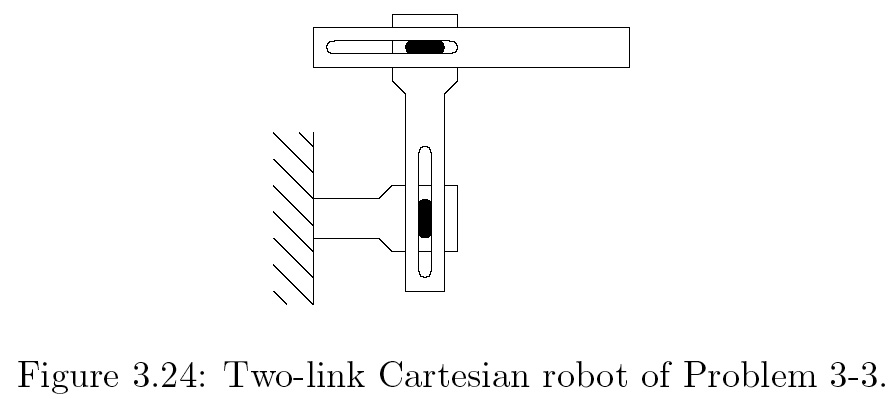 Figure 3.24: Two-link Cartesian robot of Problem 3-3.